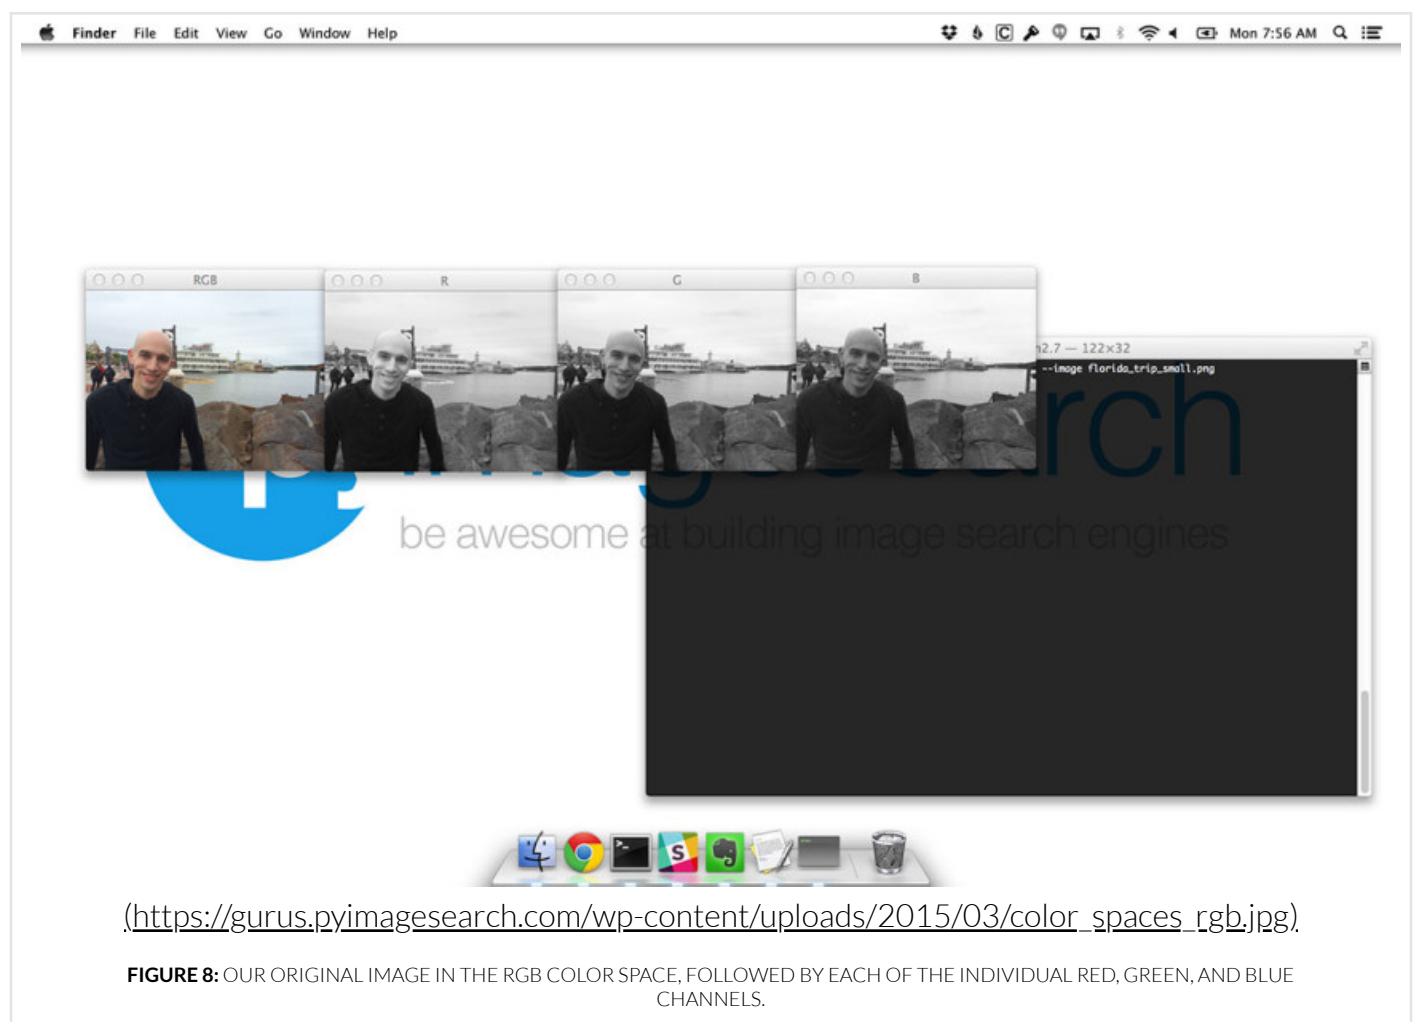 Finder File Edit View Go Window Help Mon 7:56 AM
RGB R G B
2.7 — 122×32
--image florida_trip_small.png
be awesome at building image search engines
(https://gurus.pyimagesearch.com/wp-content/uploads/2015/03/color_spaces_rgb.jpg)
FIGURE 8: OUR ORIGINAL IMAGE IN THE RGB COLOR SPACE, FOLLOWED BY EACH OF THE INDIVIDUAL RED, GREEN, AND BLUE
CHANNELS.